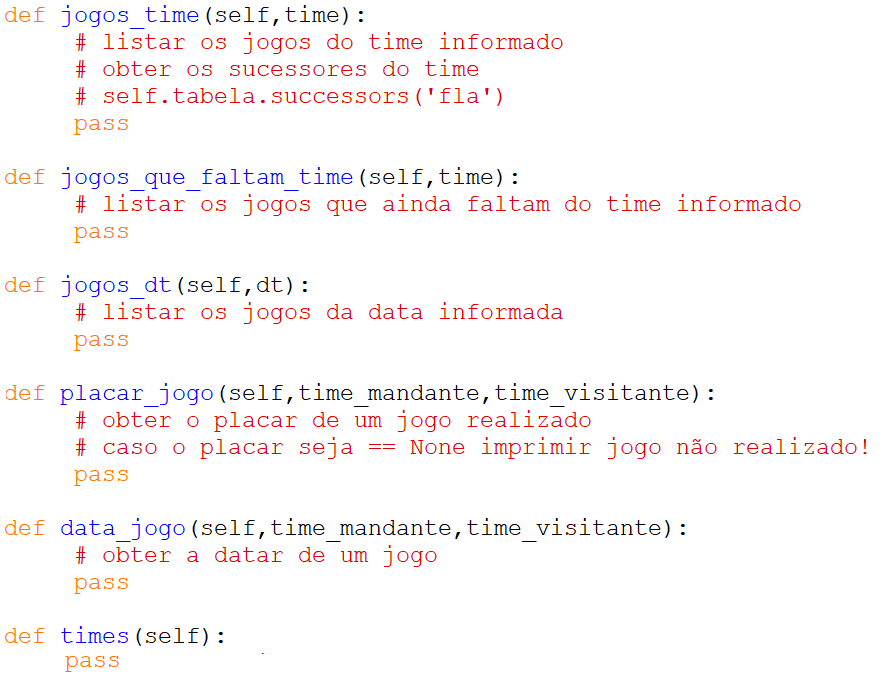 def jogos_time(self,time):
# listar os jogos do time informado
# obter os sucessores do time
# self.tabela.successors('fla')
pass
def jogos_que_faltam_time(self,time):
# listar os jogos que ainda faltam do time informado
pass
def jogos_dt(self,dt):
# listar os jogos da data informada
pass
def placar_jogo(self,time_mandante,time_visitante):
# obter o placar de um jogo realizado
# caso o placar seja == None imprimir jogo não realizado!
pass
def data_jogo(self,time_mandante,time_visitante):
# obter a datar de um jogo
pass
def times(self):
pass